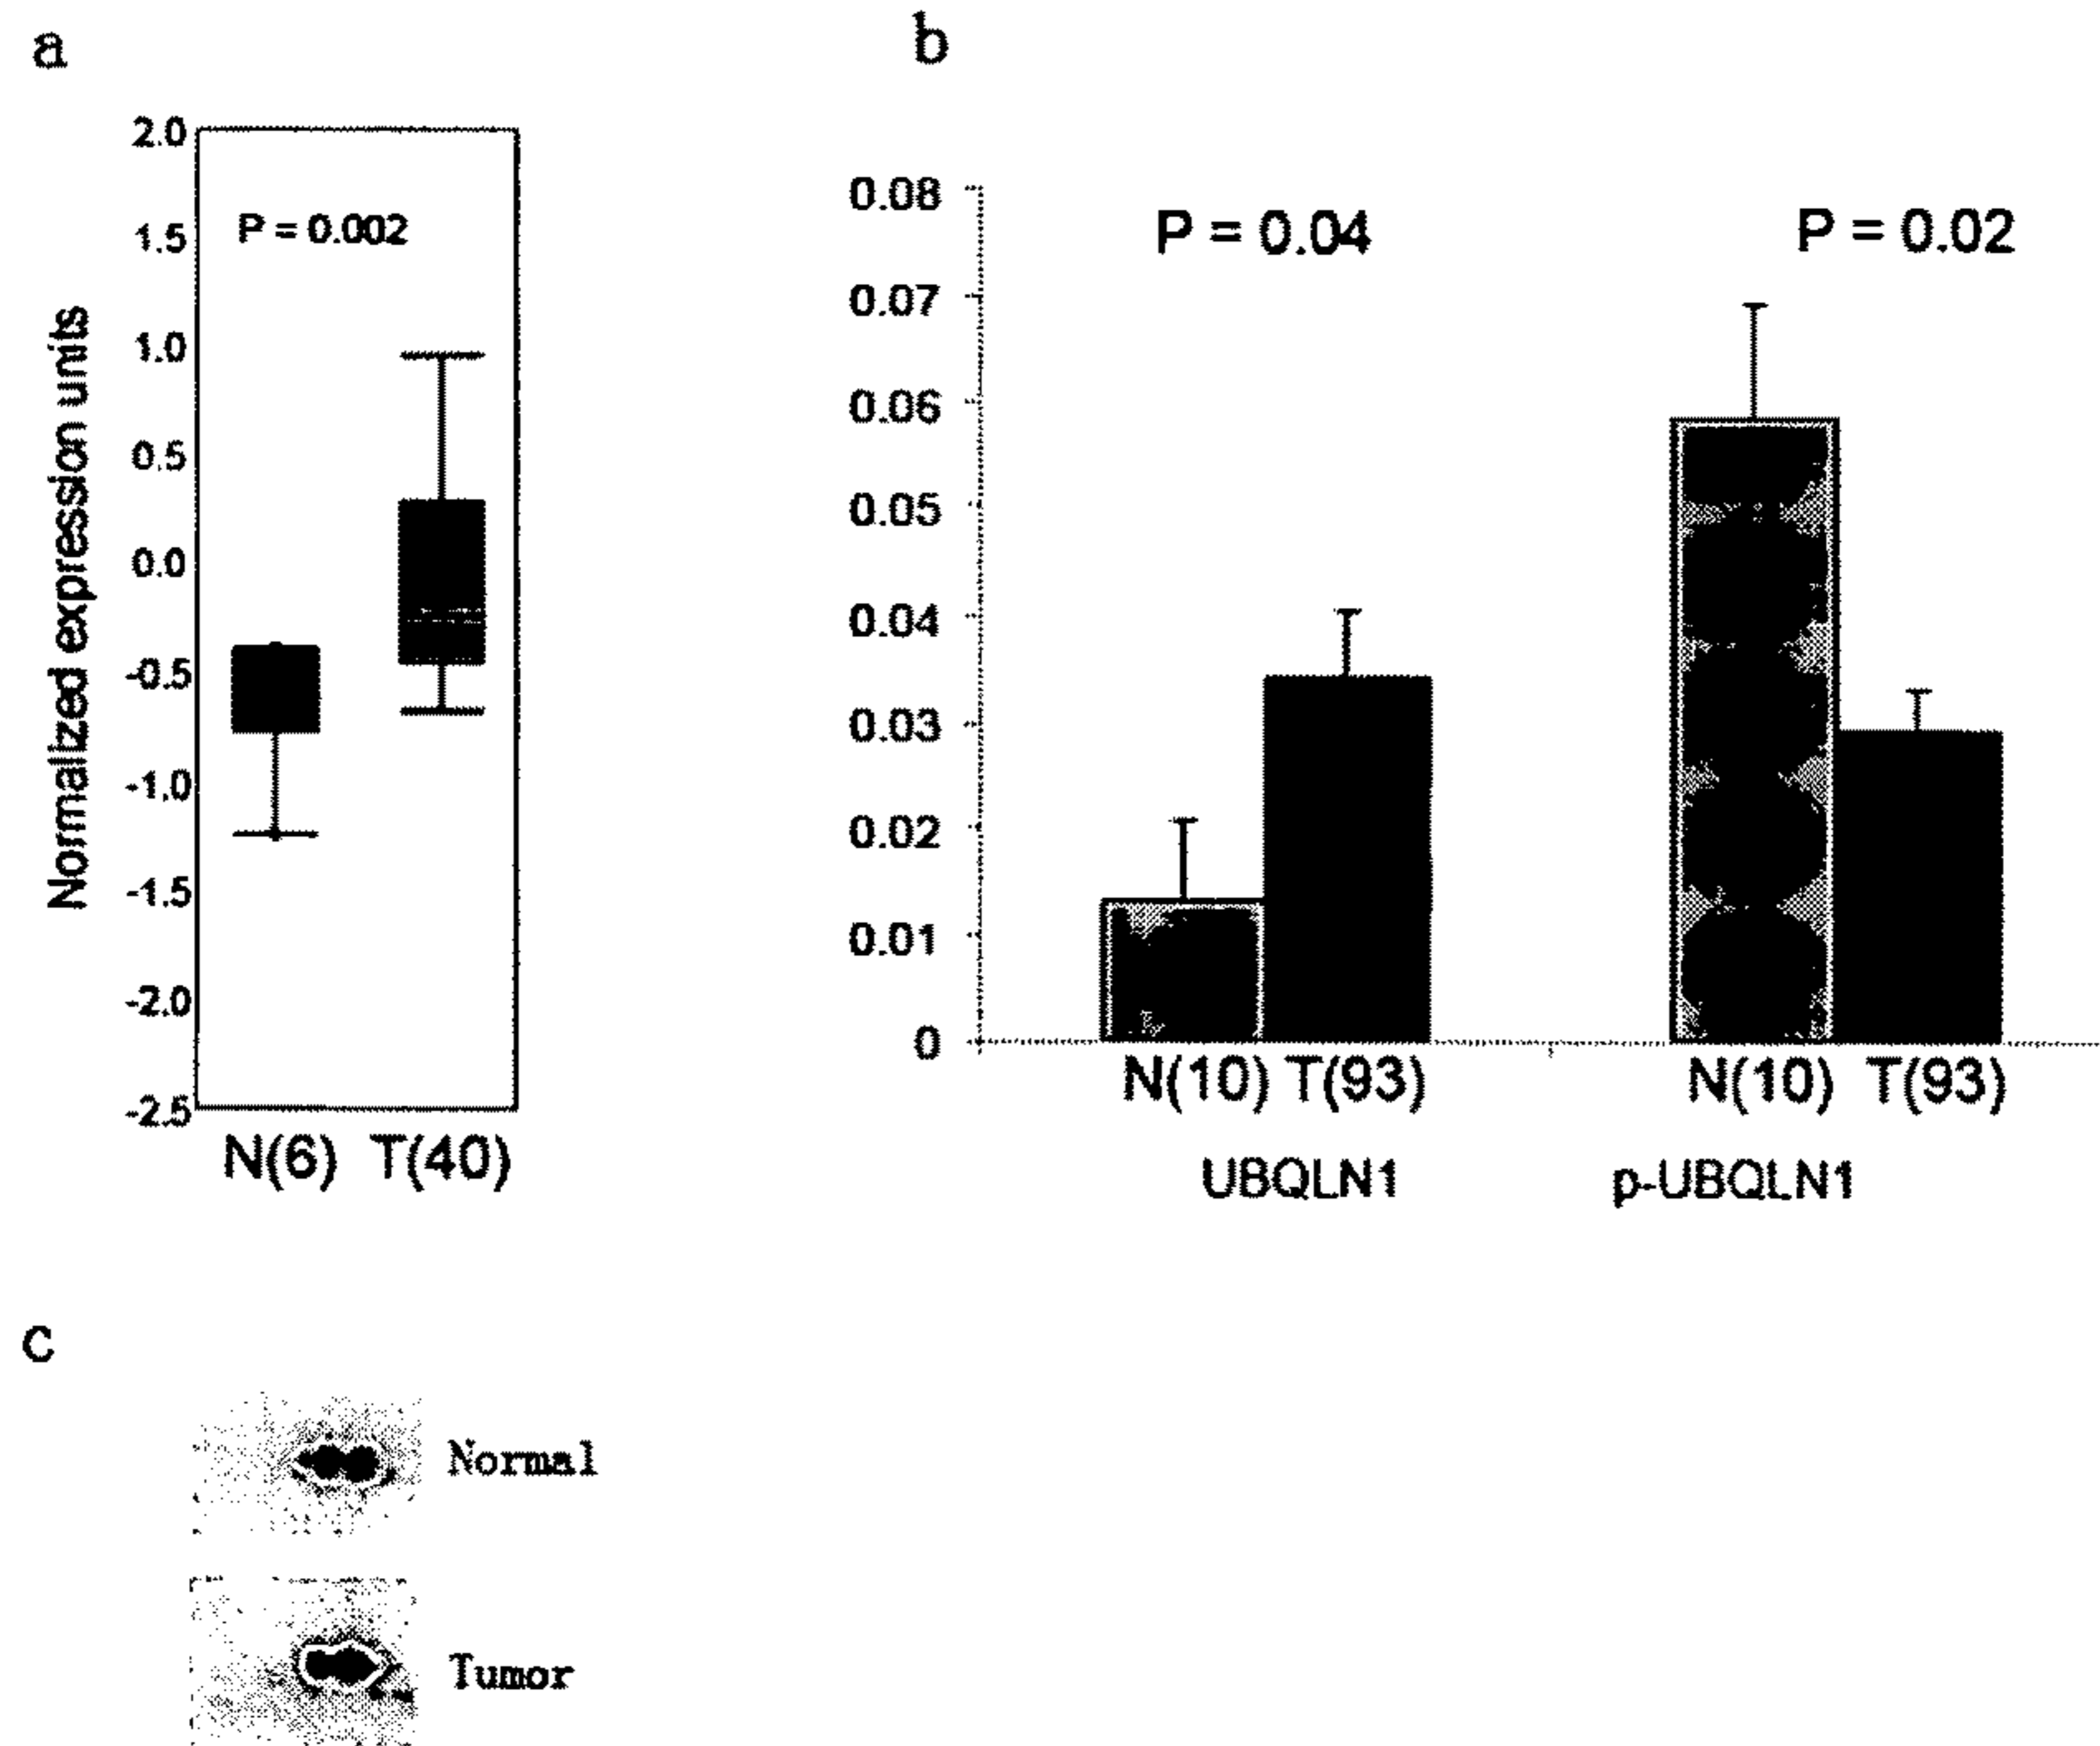 a
2.0
1.5
1.0
0.5
0.0
-0.5
-1.0
-1.5
-2.0
-2.5
Normalized expression units
P = 0.002
N(6) T(40)
b
0.08
0.07
0.06
0.05
0.04
0.03
0.02
0.01
0
P = 0.04
P = 0.02
N(10) T(93)
N(10) T(93)
UBQLN1
p-UBQLN1
c
Normal
Tumor